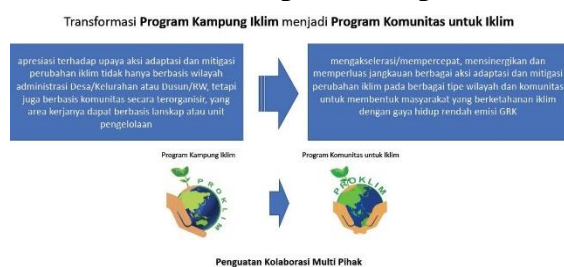 Transformasi Program Kampung Iklim menjadi Program Komunitas untuk Iklim
apresiasi terhadap upaya aksi adaptasi dan mitigasi
perubahan iklim tidak hanya berbasis wilayah
administrasi Desa/Kelurahan atau Dusun/RW, tetapi
juga berbasis komunitas secara terorganisir, yang
area kerjanya dapat berbasis lanskap atau unit
pengelolaan
mengakselerasi/mempercepat, mensinergikan dan
memperluas jangkauan berbagai aksi adaptasi dan mitigasi
perubahan iklim pada berbagai tipe wilayah dan komunitas
untuk membentuk masyarakat yang berketahanan iklim
dengan gaya hidup rendah emisi GRK
Program Kampung Iklim
Program Komunitas untuk Iklim
PROKLIM
PROKLIM
Penguatan Kolaborasi Multi Pihak